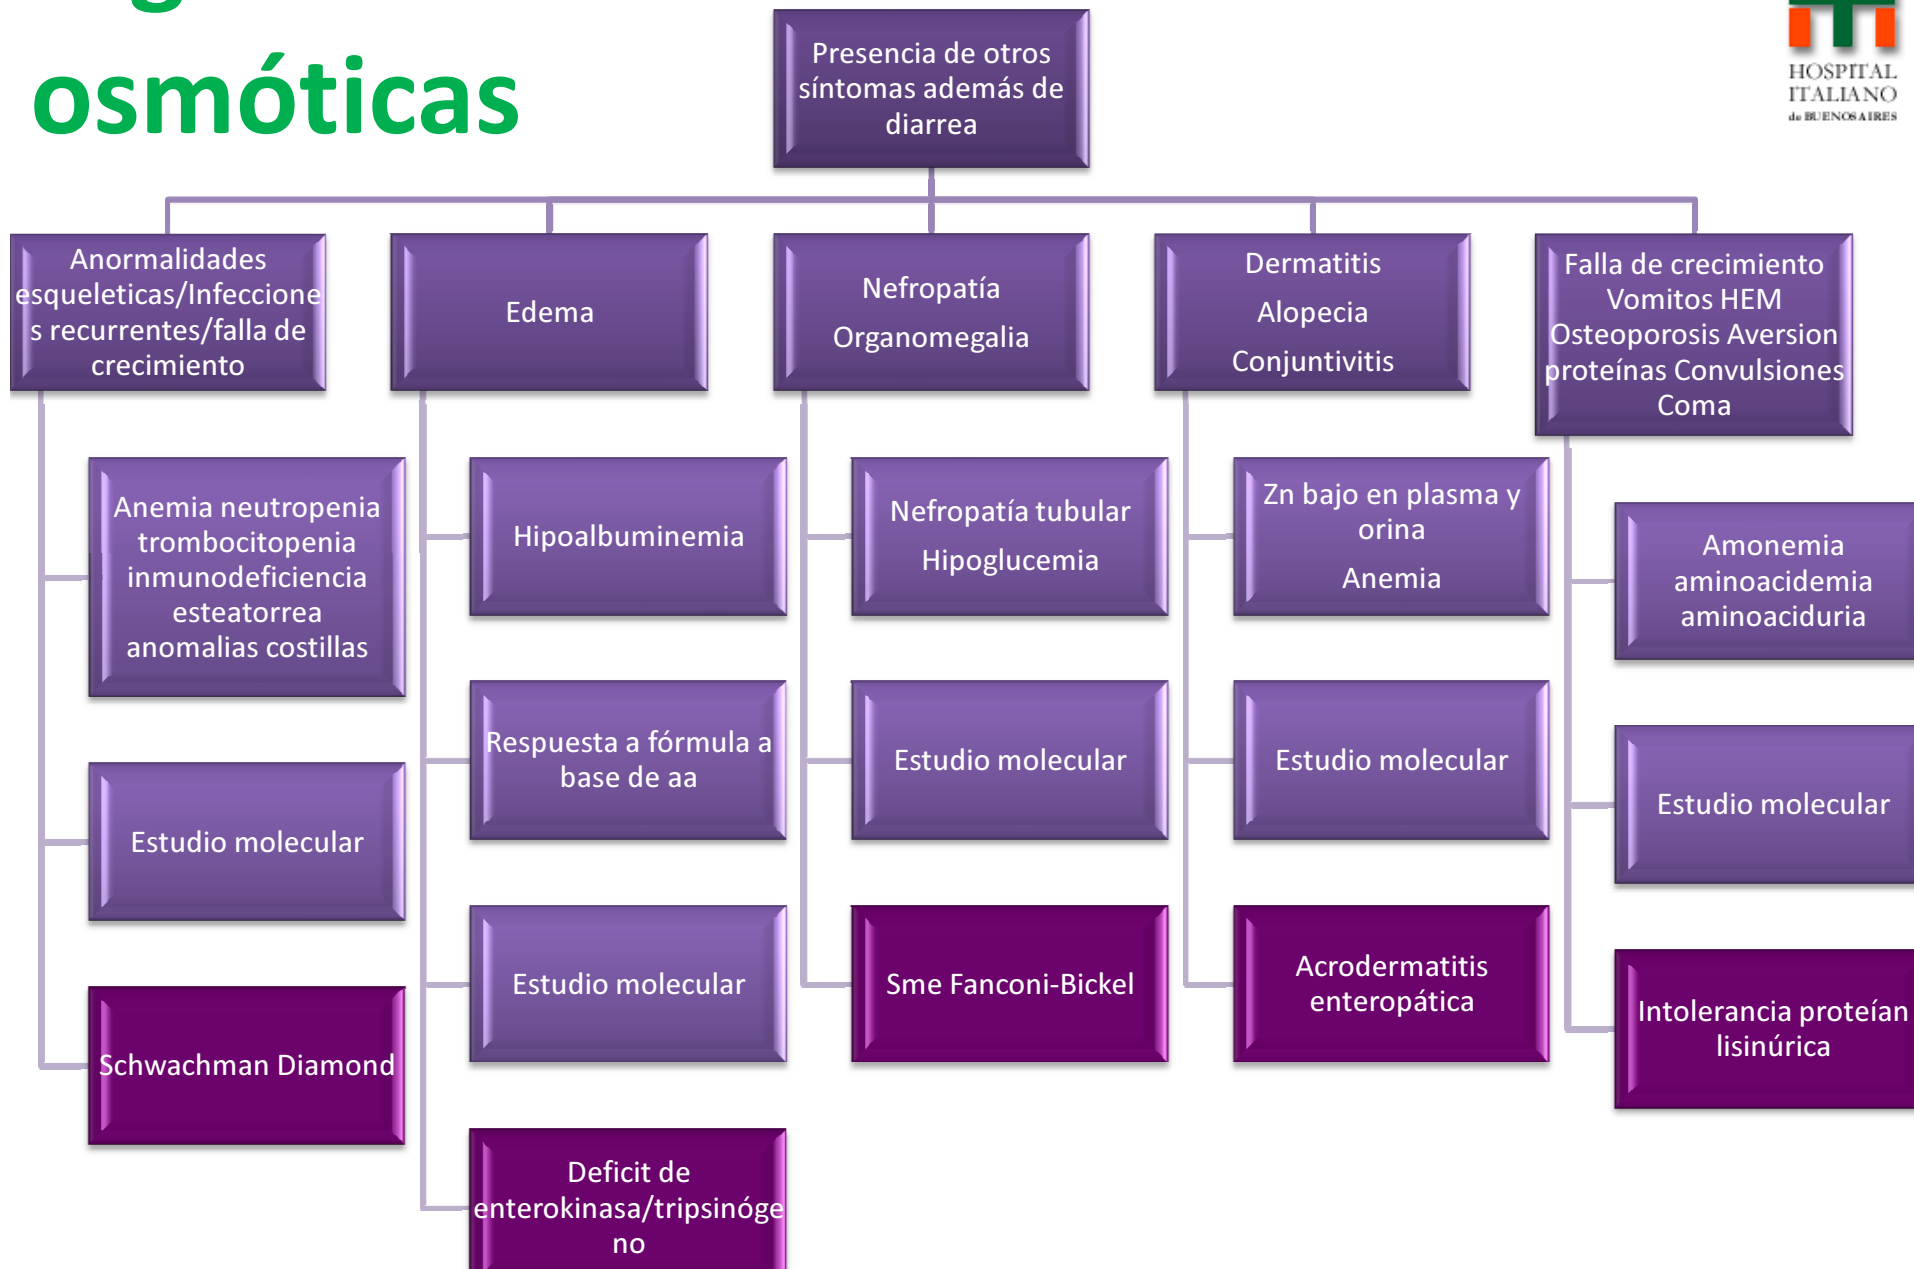 osmóticas
HOSPITAL
ITALIANO
de BUENOS AIRES
Presencia de otros
síntomas además de
diarrea
Anormalidades
esqueleticas/Infeccione
s recurrentes/falla de
crecimiento
Edema
Nefropatía
Organomegalia
Dermatitis
Alopecia
Conjuntivitis
Falla de crecimiento
Vomitos HEM
Osteoporosis Aversion
proteínas Convulsiones
Coma
Anemia neutropenia
trombocitopenia
inmunodeficiencia
esteatorrea
anomalias costillas
Hipoalbuminemia
Nefropatía tubular
Hipoglucemia
Zn bajo en plasma y
orina
Anemia
Amonemia
aminoacidemia
aminoaciduria
Estudio molecular
Respuesta a fórmula a
base de aa
Estudio molecular
Estudio molecular
Estudio molecular
Schwachman Diamond
Estudio molecular
Sme Fanconi-Bickel
Acrodermatitis
enteropática
Intolerancia proteían
lisinúrica
Deficit de
enterokinasa/tripsinóge
no